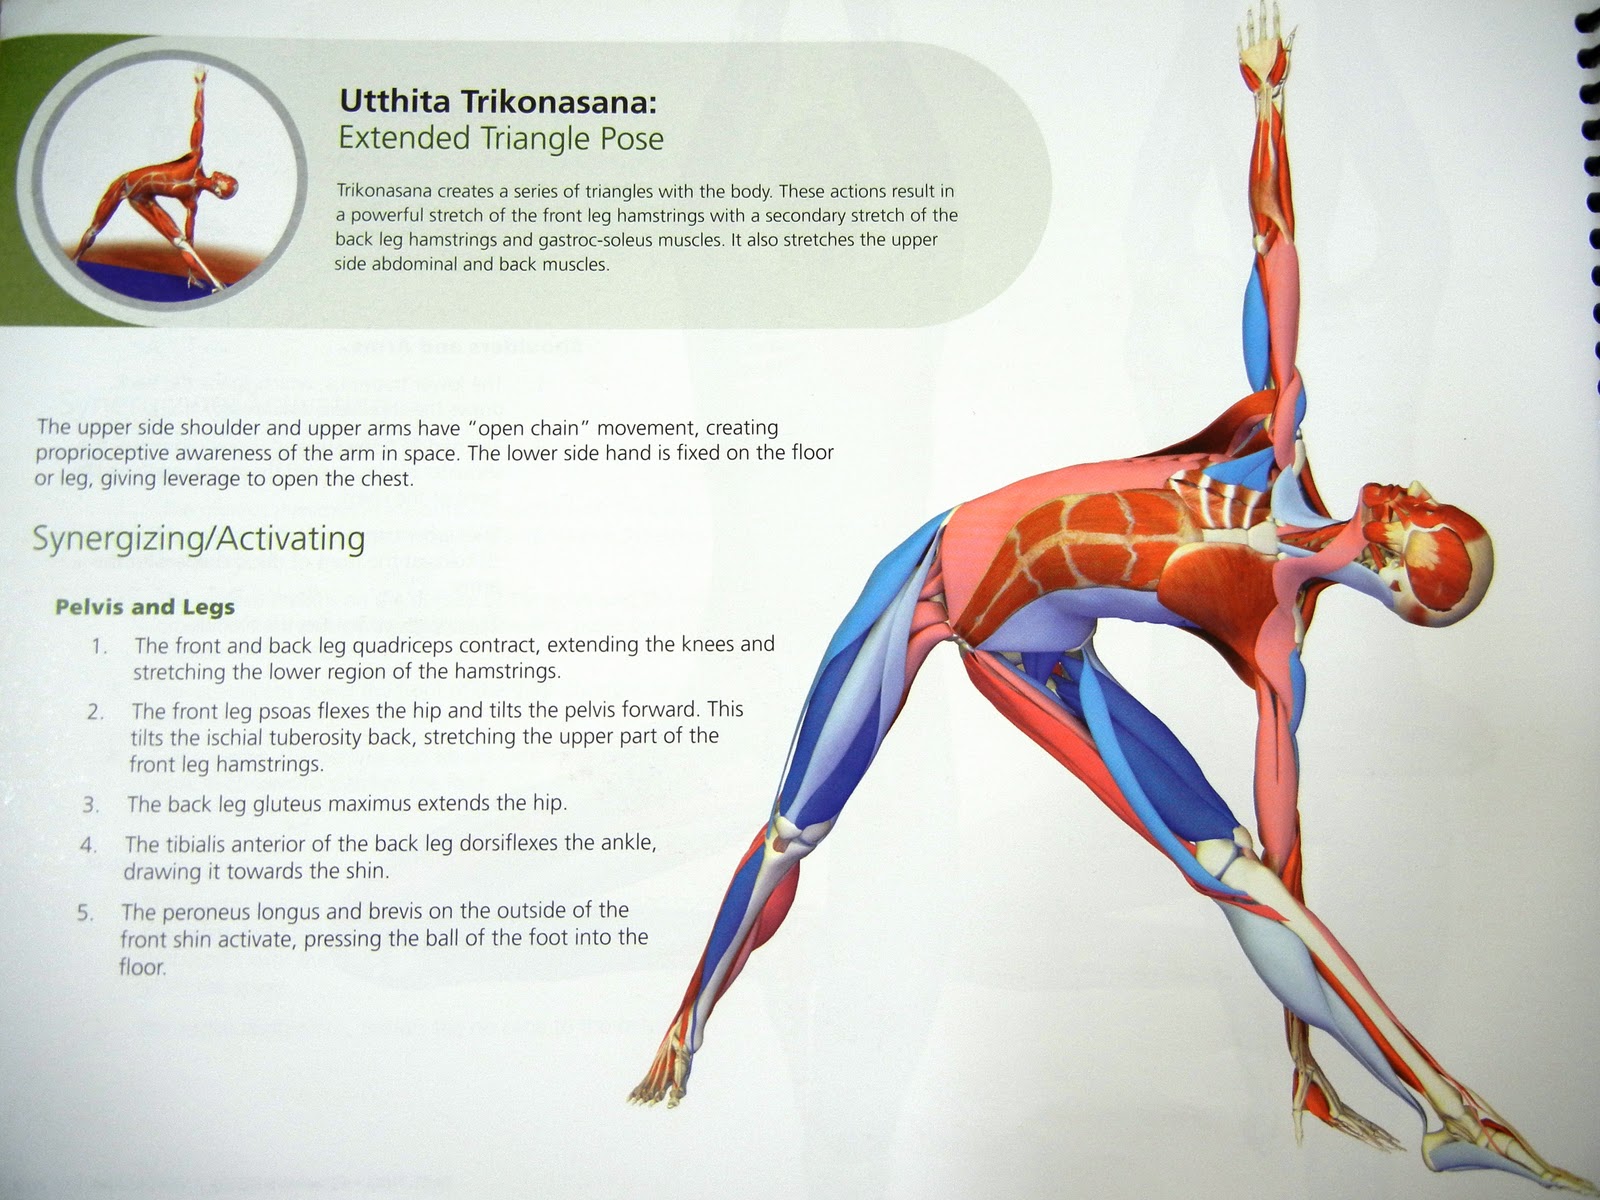 Utthita Trikonasana:
Extended Triangle Pose
Trikonasana creates a series of triangles with the body. These actions result in
a powerful stretch of the front leg hamstrings with a secondary stretch of the
back leg hamstrings and gastroc-soleus muscles. It also stretches the upper
side abdominal and back muscles.
The upper side shoulder and upper arms have “open chain” movement, creating
proprioceptive awareness of the arm in space. The lower side hand is fixed on the floor
or leg, giving leverage to open the chest.
Synergizing/Activating
Pelvis and Legs
1. The front and back leg quadriceps contract, extending the knees and
stretching the lower region of the hamstrings.
2. The front leg psoas flexes the hip and tilts the pelvis forward. This
tilts the ischial tuberosity back, stretching the upper part of the
front leg hamstrings.
3. The back leg gluteus maximus extends the hip.
4. The tibialis anterior of the back leg dorsiflexes the ankle,
drawing it towards the shin.
5. The peroneus longus and brevis on the outside of the
front shin activate, pressing the ball of the foot into the
floor.